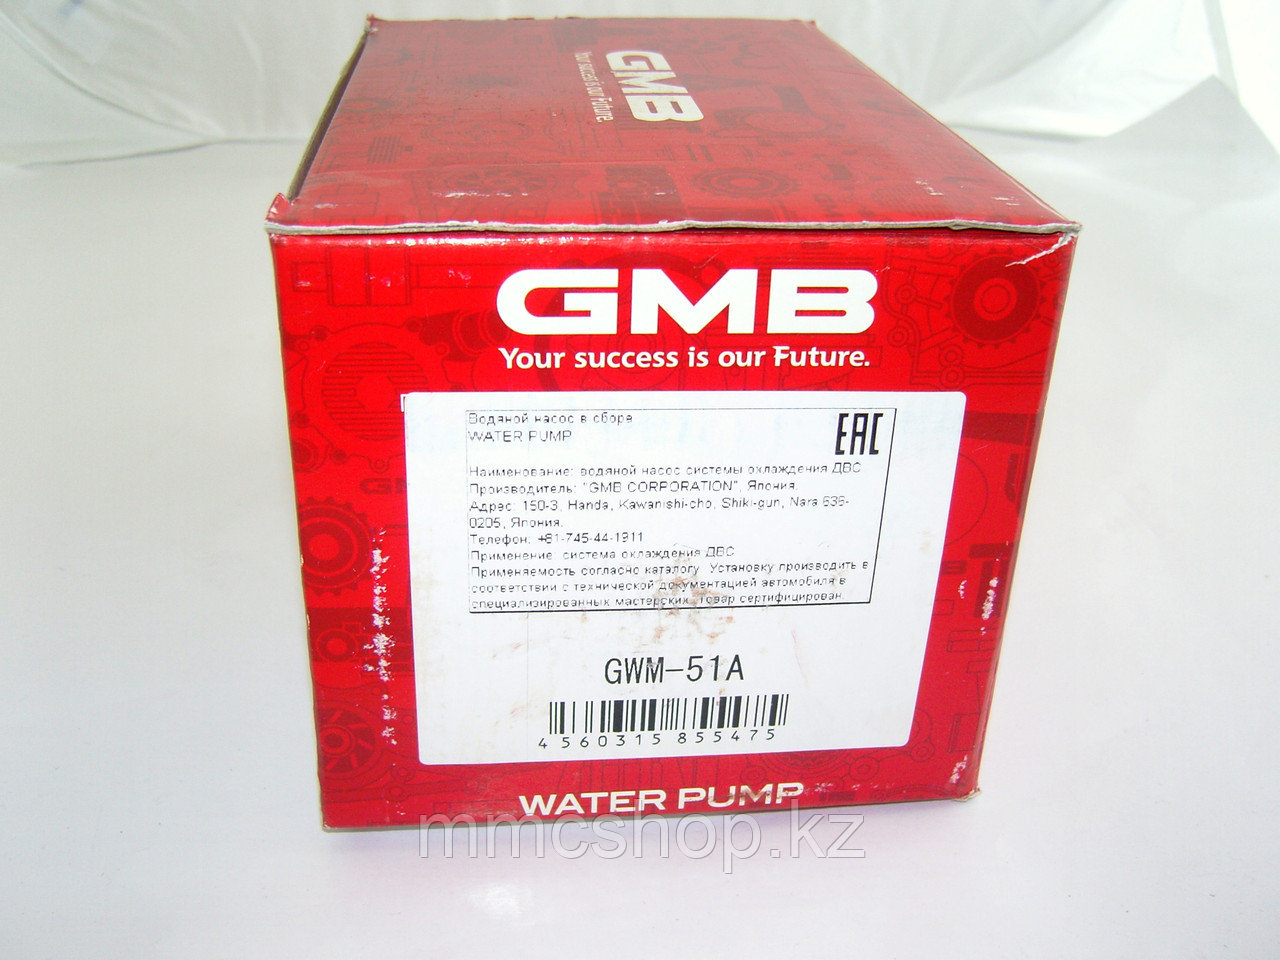 GMB
Your success is our Future.
GMB
Your success is our Future.
Водяной насос в сборе
WATER PUMP
EAC
Наименование: водяной насос системы охлаждения ДВС
Производитель: "GMB CORPORATION", Япония.
Адрес: 150-3, Handa, Kawanishi-cho, Shiki-gun, Nara 636-
0205, Япония.
Телефон: +81-745-44-1911
Применение: система охлаждения ДВС
Применяемость согласно каталогу. Установку производить в
соответствии с технической документацией автомобиля в
специализированных мастерских. Товар сертифицирован.
GWM-51A
4 560315 855475
WATER PUMP
mmcshop.kz